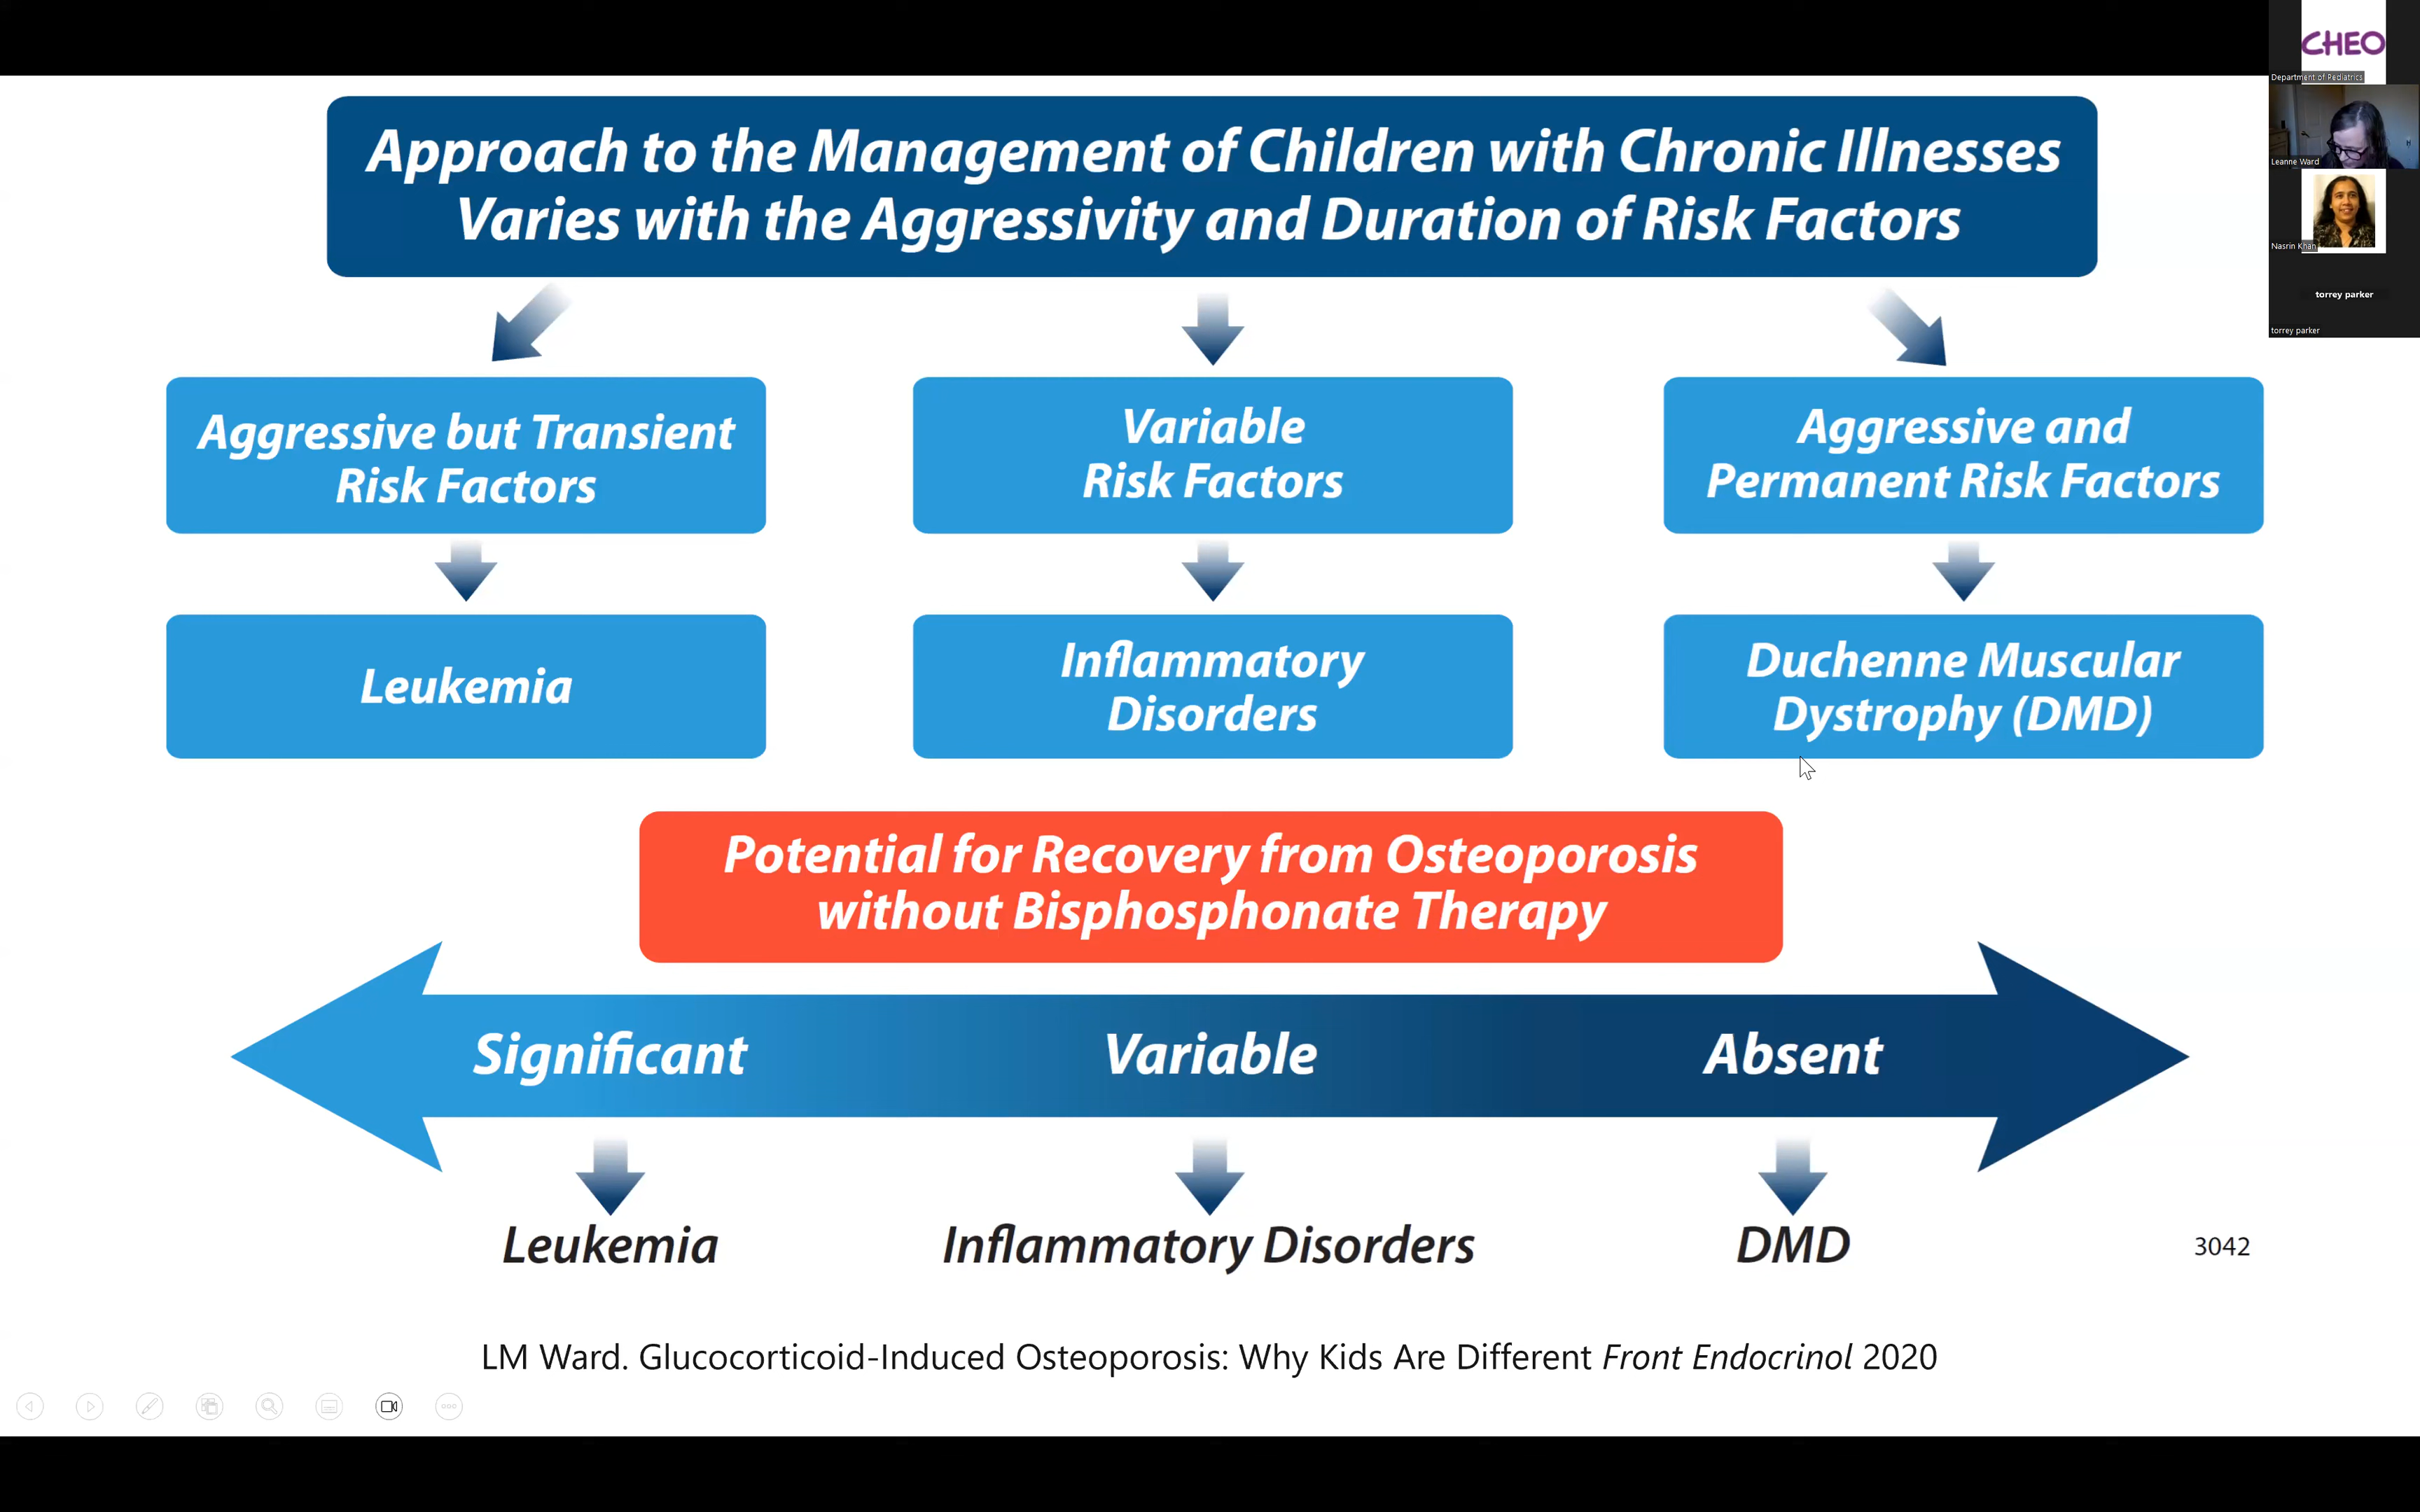 Approach to the Management of Children with Chronic Illnesses
Varies with the Aggressivity and Duration of Risk Factors
Aggressive but Transient
Risk Factors
Variable
Risk Factors
Aggressive and
Permanent Risk Factors
Leukemia
Inflammatory
Disorders
Duchenne Muscular
Dystrophy (DMD)
Potential for Recovery from Osteoporosis
without Bisphosphonate Therapy
Significant
Variable
Absent
Leukemia
Inflammatory Disorders
DMD
3042
LM Ward. Glucocorticoid-Induced Osteoporosis: Why Kids Are Different Front Endocrinol 2020
CHEO
Department of Pediatrics
Leanne Ward
Nasrin Khan
torrey parker
torrey parker